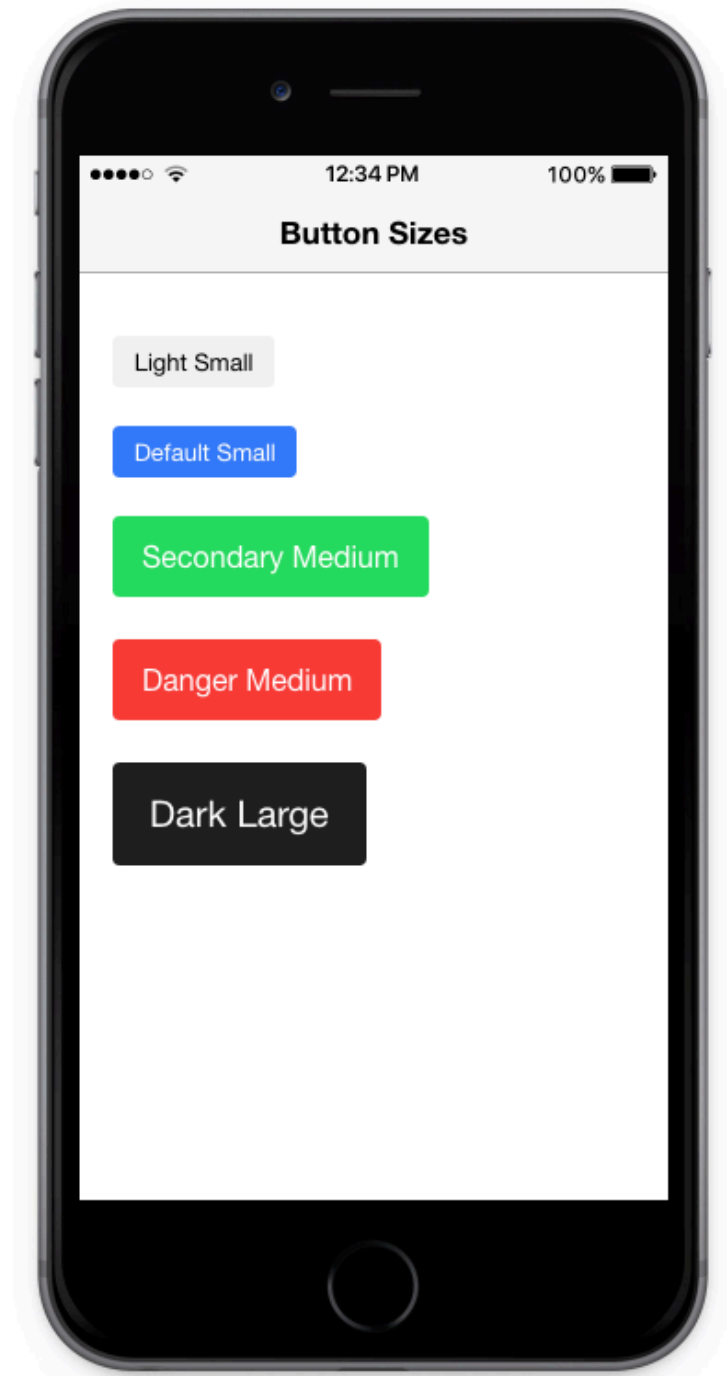 12:34 PM 100%
Button Sizes
Light Small
Default Small
Secondary Medium
Danger Medium
Dark Large